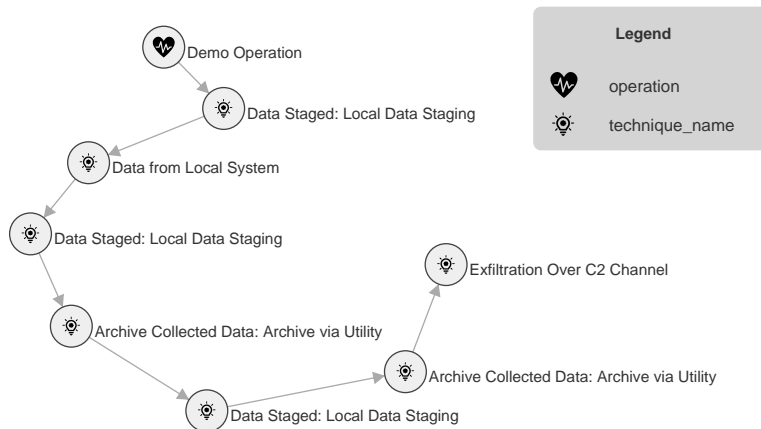 Demo Operation
Data Staged: Local Data Staging
Data from Local System
Data Staged: Local Data Staging
Archive Collected Data: Archive via Utility
Data Staged: Local Data Staging
Archive Collected Data: Archive via Utility
Exfiltration Over C2 Channel
Legend
operation
technique_name